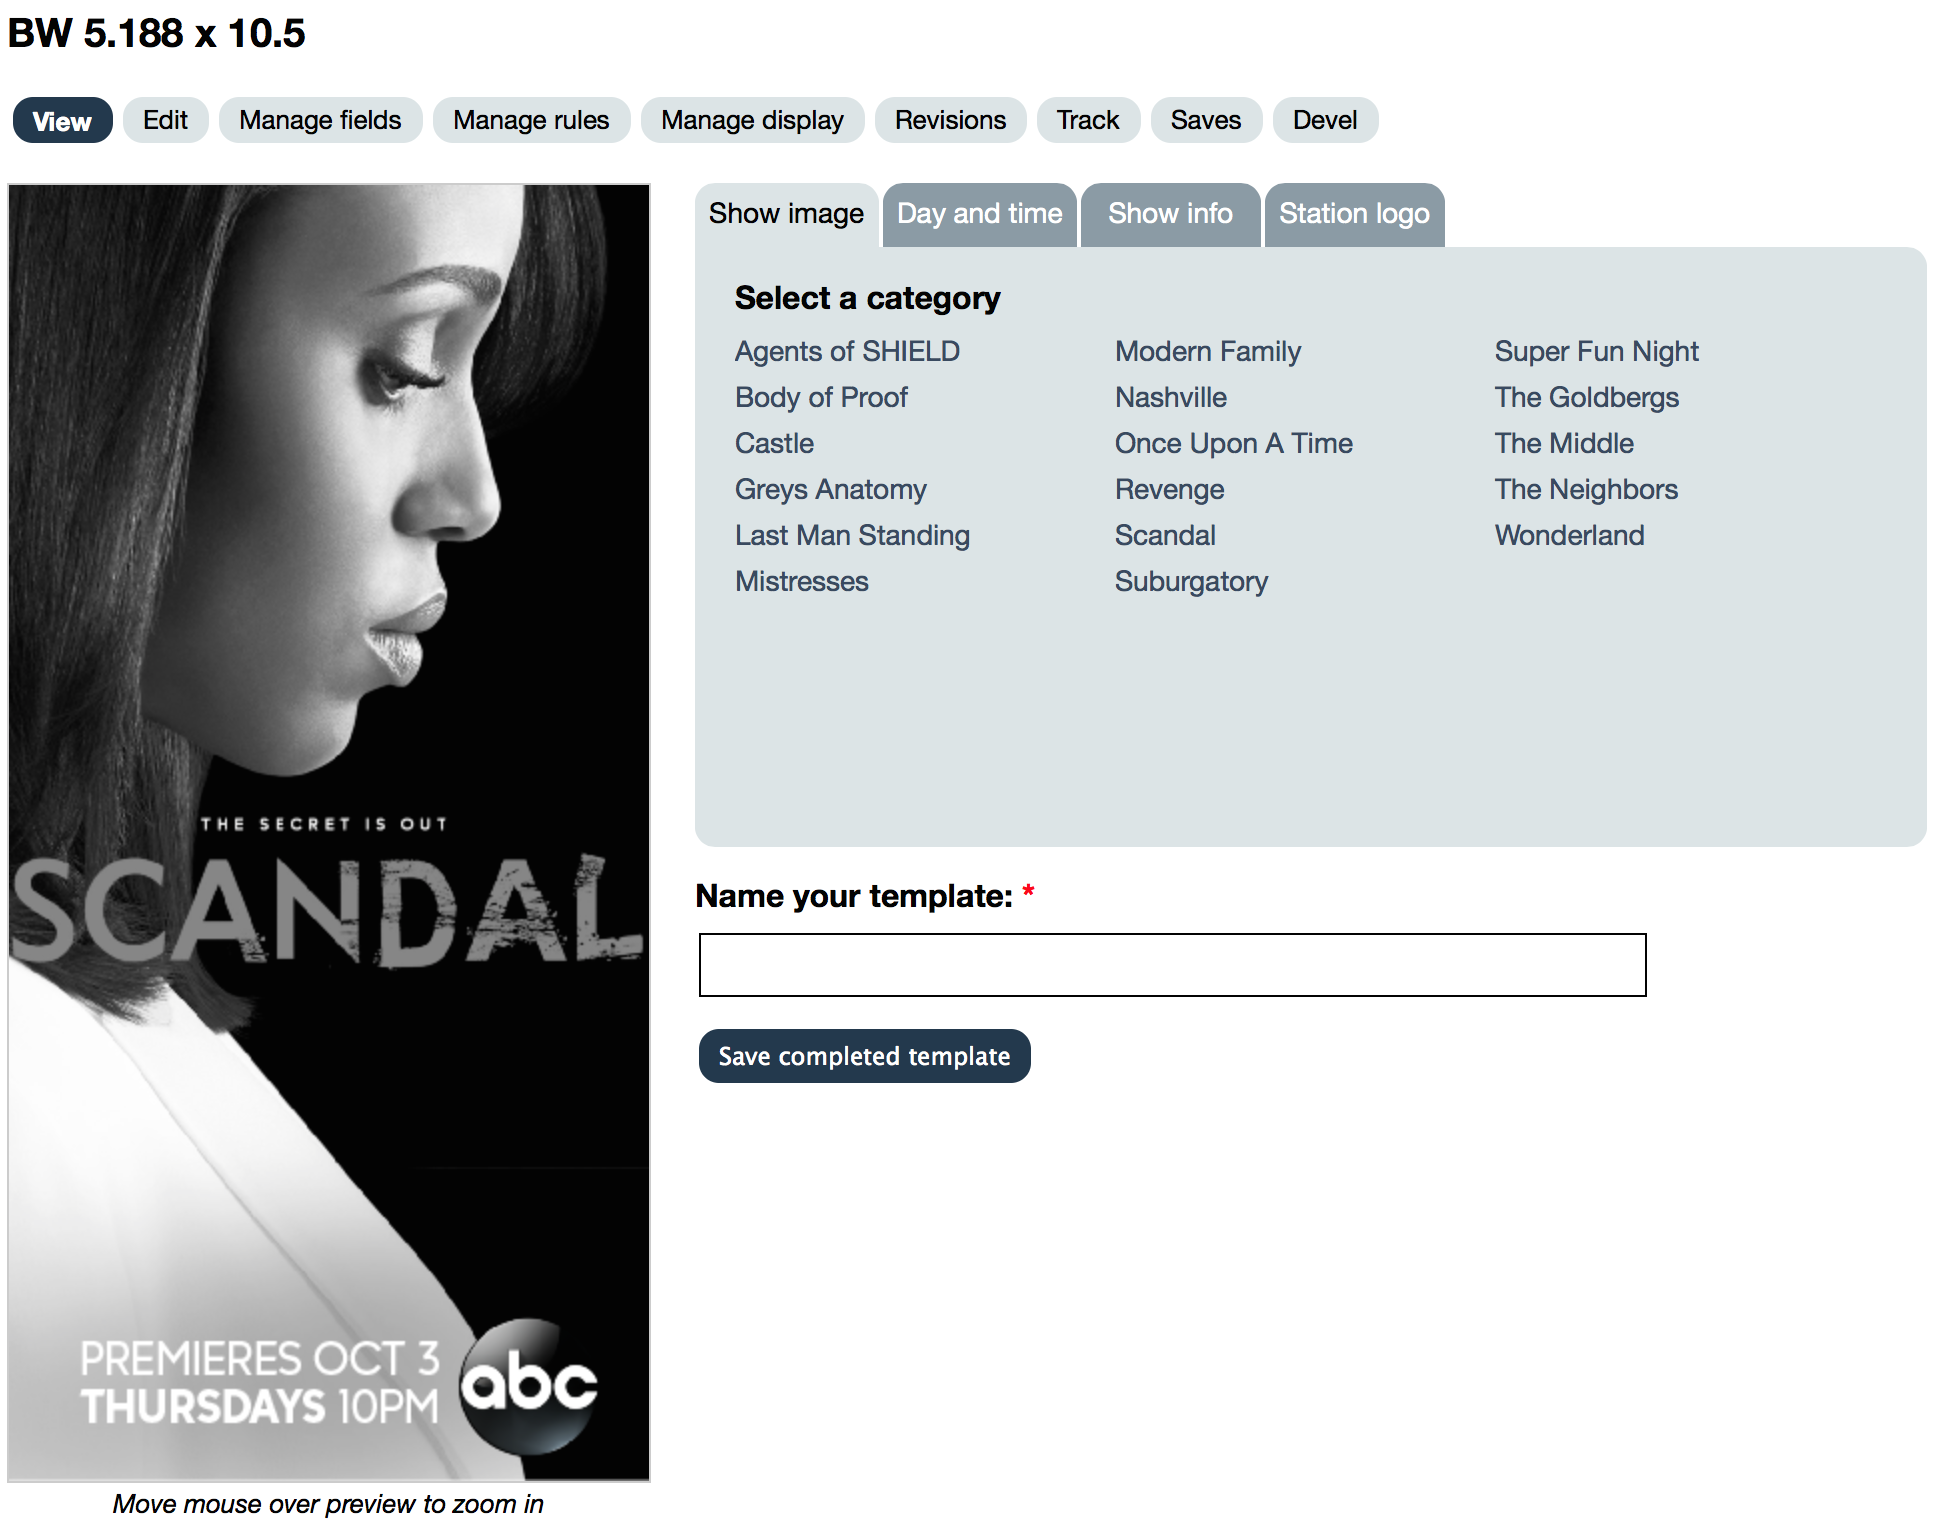 BW 5.188 x 10.5
View Edit Manage fields Manage rules Manage display Revisions Track Saves Devel
THE SECRET IS OUT
SCANDAL
PREMIERES OCT 3
THURSDAYS 10PM
abc
Move mouse over preview to zoom in
Show image Day and time Show info Station logo
Select a category
Agents of SHIELD
Body of Proof
Castle
Greys Anatomy
Last Man Standing
Mistresses
Modern Family
Nashville
Once Upon A Time
Revenge
Scandal
Suburgatory
Super Fun Night
The Goldbergs
The Middle
The Neighbors
Wonderland
Name your template: *
Save completed template